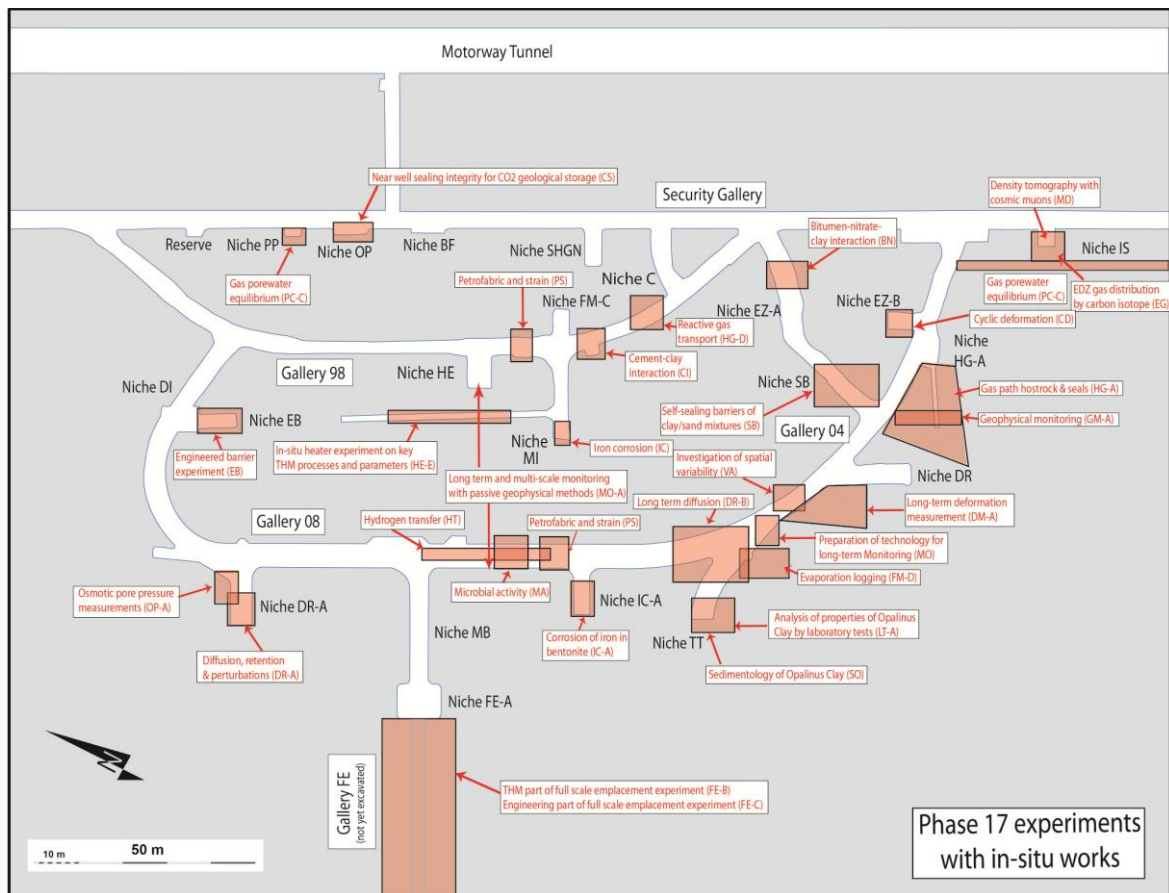 Motorway Tunnel
Near well sealing integrity for CO2 geological storage (CS)
Security Gallery
Density tomography with
cosmic muons (MD)
Reserve
Niche PP
Niche OP
Niche BF
Niche SHGN
Bitumen-nitrate-
clay interaction (BN)
Niche IS
Gas porewater
equilibrium (PC-C)
Niche C
Petrofabric and strain (PS)
Niche FM-C
Niche EZ-A
Niche EZ-B
Gas porewater
equilibrium (PC-C)
EDZ gas distribution
by carbon isotope (EG)
Cyclic deformation (CD)
Reactive gas
transport (HG-D)
Niche
HG-A
Cement-clay
interaction (CI)
Gallery 98
Niche HE
Niche DI
Niche SB
Gas path hostrock & seals (HG-A)
Niche EB
Self-sealing barriers of
clay/sand mixtures (SB)
Gallery 04
Geophysical monitoring (GM-A)
Engineered barrier
experiment (EB)
In-situ heater experiment on key
THM processes and parameters (HE-E)
Niche
MI
Iron corrosion (IC)
Investigation of spatial
variability (VA)
Niche DR
Long term and multi-scale monitoring
with passive geophysical methods (MO-A)
Long term diffusion (DR-B)
Long-term deformation
measurement (DM-A)
Gallery 08
Hydrogen transfer (HT)
Petrofabric and strain (PS)
Preparation of technology for
long-term Monitoring (MO)
Evaporation logging (FM-D)
Osmotic pore pressure
measurements (OP-A)
Niche DR-A
Microbial activity (MA)
Niche IC-A
Niche MB
Corrosion of iron in
bentonite (IC-A)
Niche TT
Analysis of properties of Opalinus
Clay by laboratory tests (LT-A)
Diffusion, retention
& perturbations (DR-A)
Sedimentology of Opalinus Clay (SO)
Niche FE-A
N
Gallery FE
(not yet excavated)
THM part of full scale emplacement experiment (FE-B)
Engineering part of full scale emplacement experiment (FE-C)
10 m
50 m
Phase 17 experiments
with in-situ works